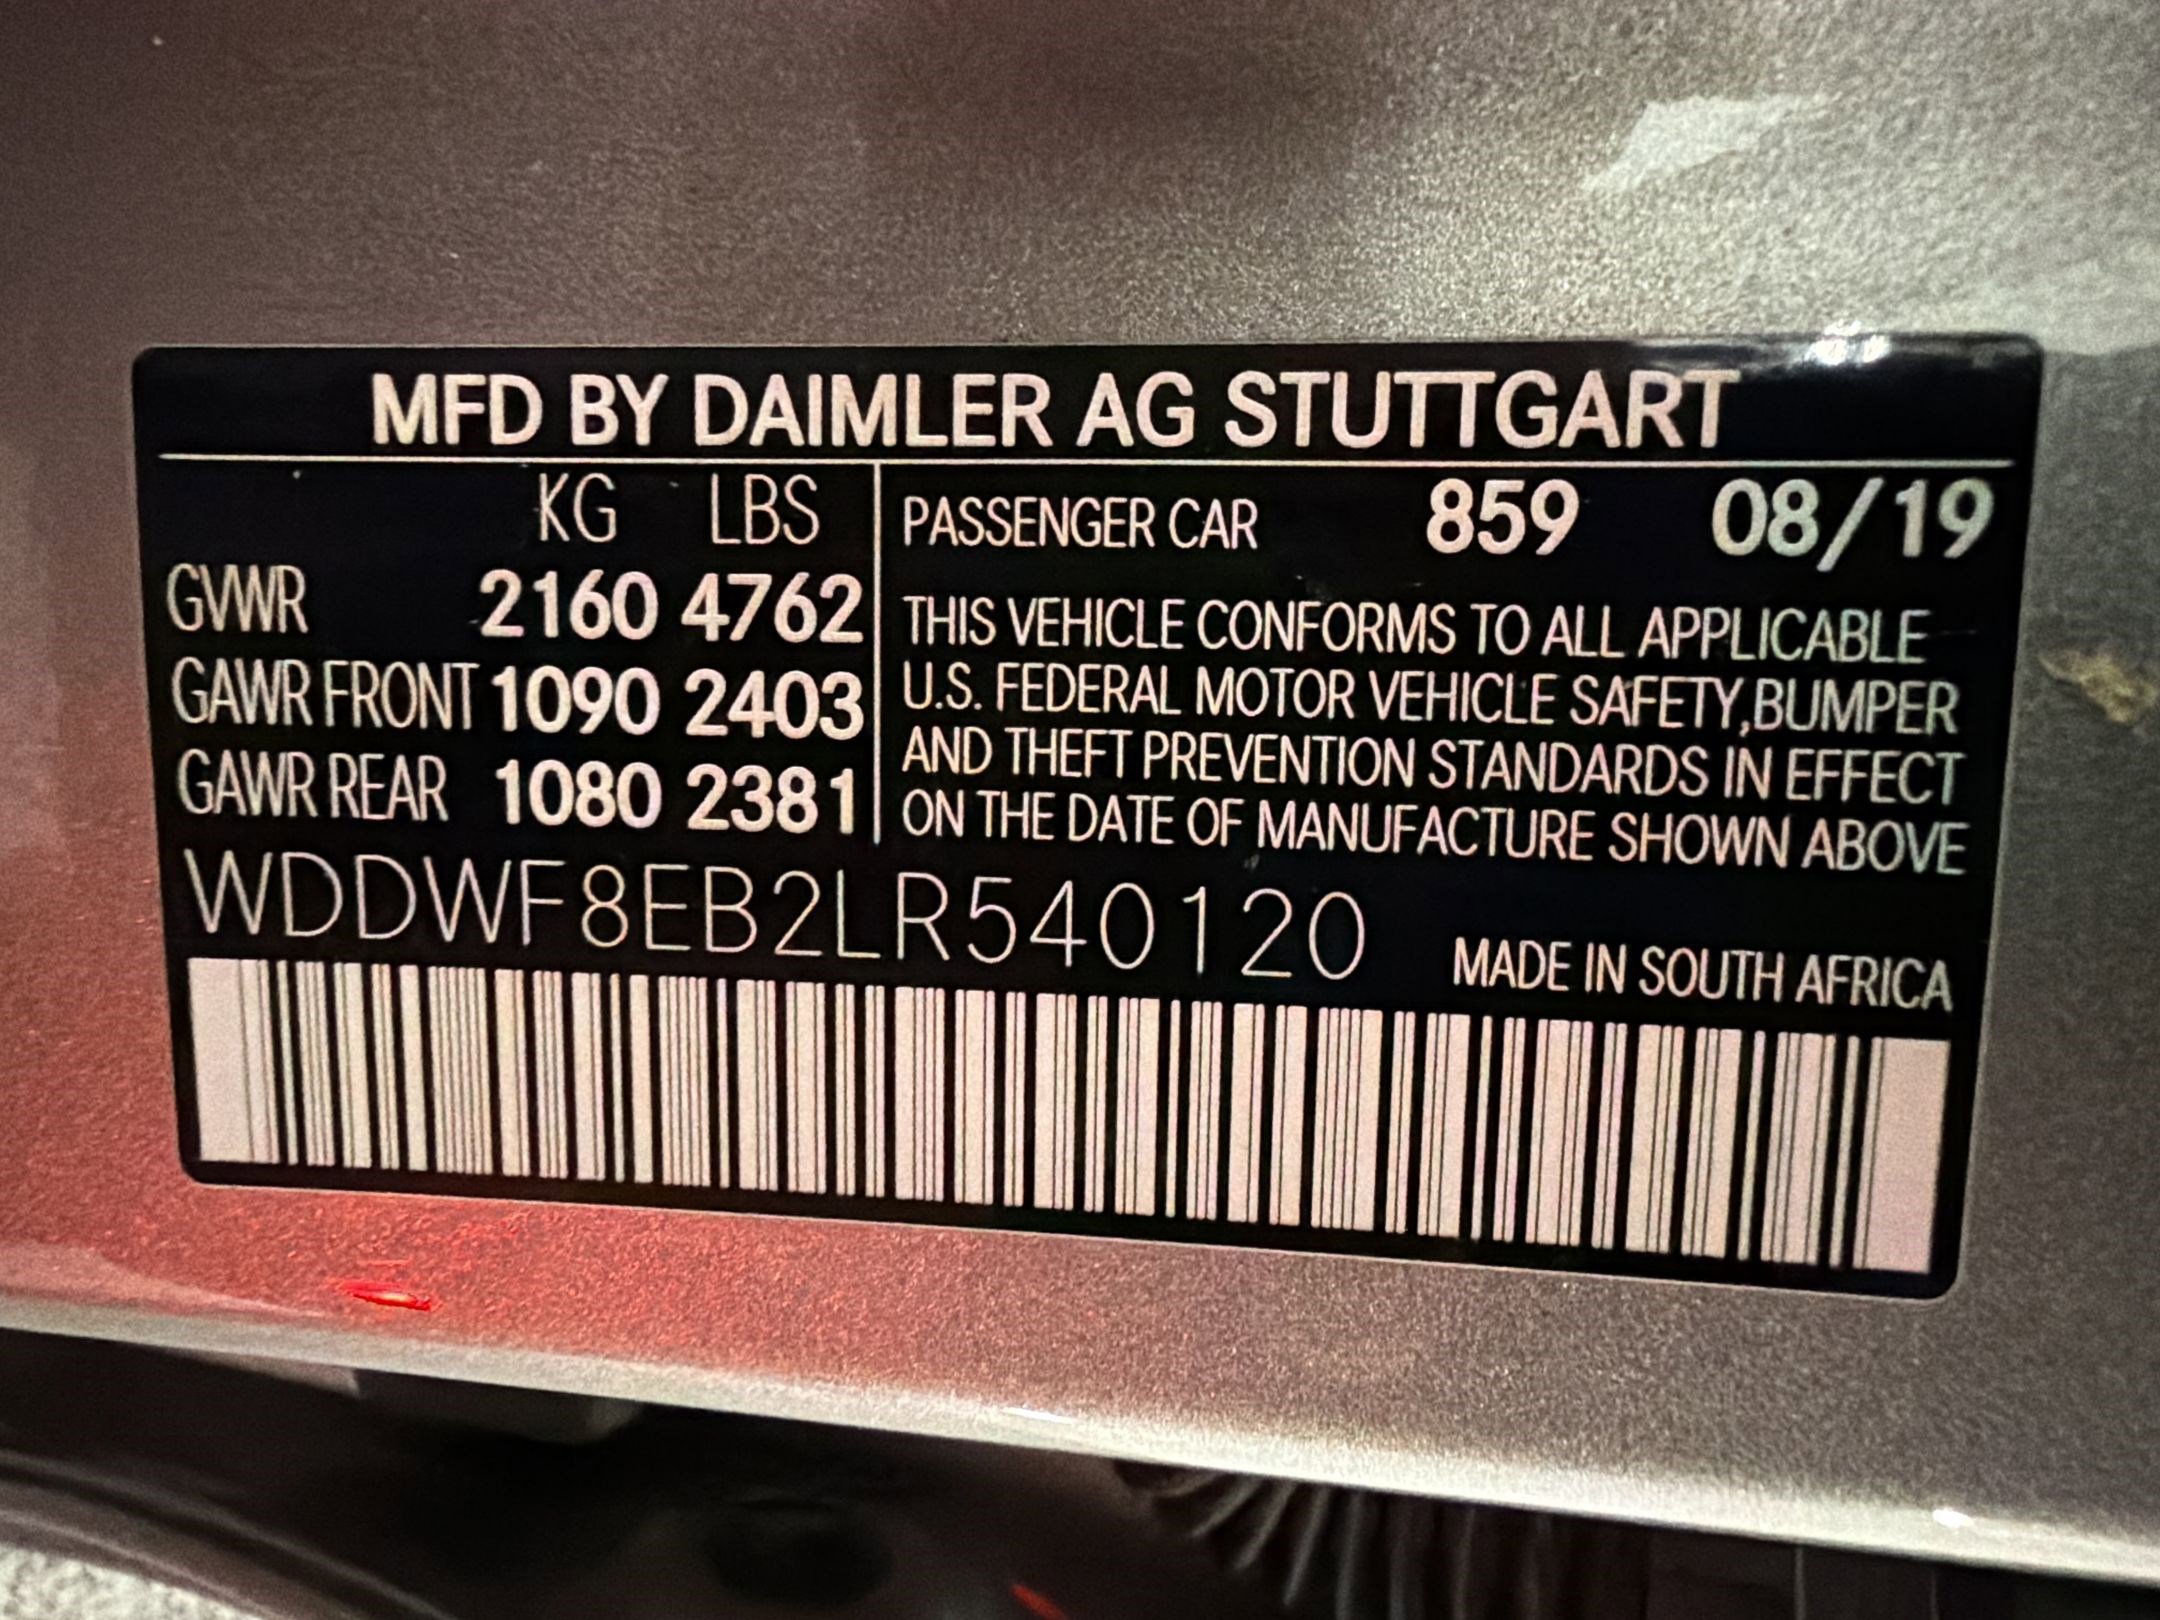 MFD BY DAIMLER AG STUTTGART
KG LBS
GVWR 2160 4762
GAWR FRONT 1090 2403
GAWR REAR 1080 2381
PASSENGER CAR 859 08/19
THIS VEHICLE CONFORMS TO ALL APPLICABLE
U.S. FEDERAL MOTOR VEHICLE SAFETY,BUMPER
AND THEFT PREVENTION STANDARDS IN EFFECT
ON THE DATE OF MANUFACTURE SHOWN ABOVE
WDDWF8EB2LR540120
MADE IN SOUTH AFRICA